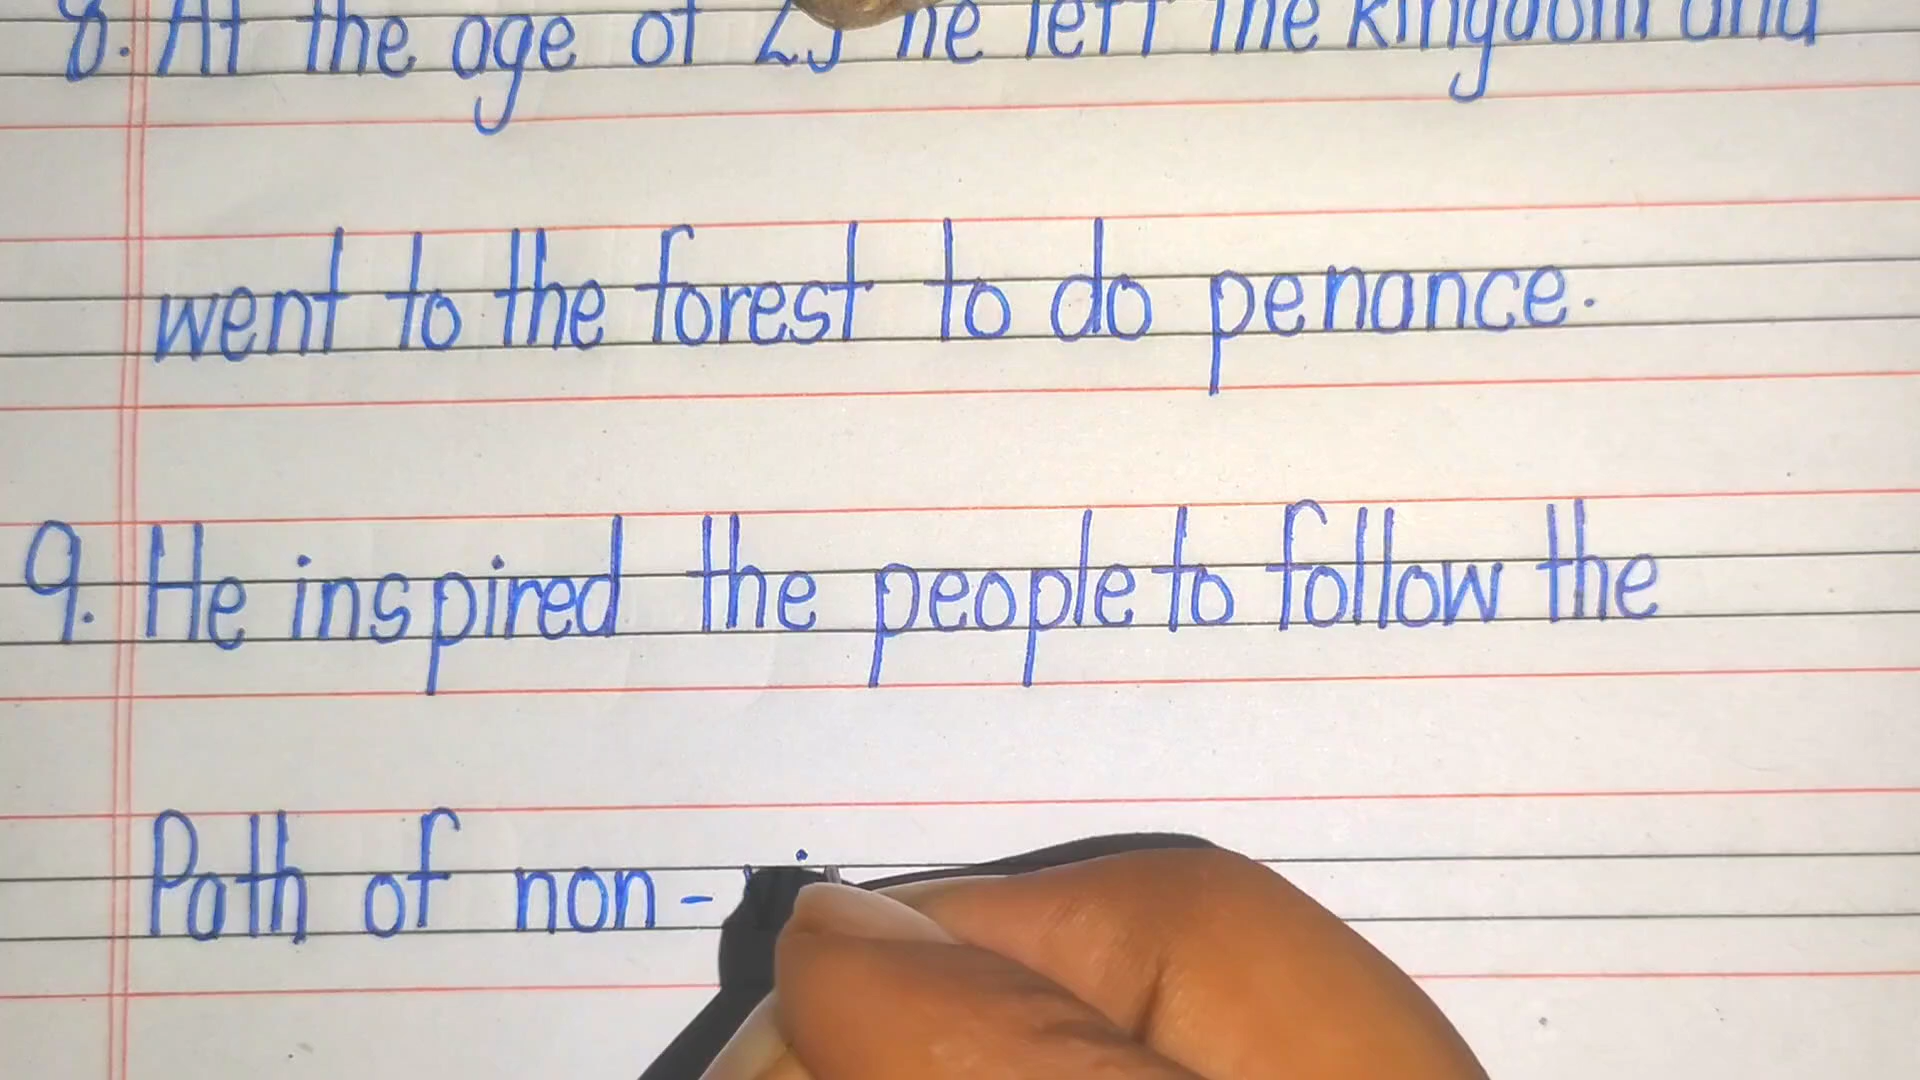 8. At the age of 29 he left the kingdom and
went to the forest to do penance.
9. He inspired the people to follow the
Path of non-